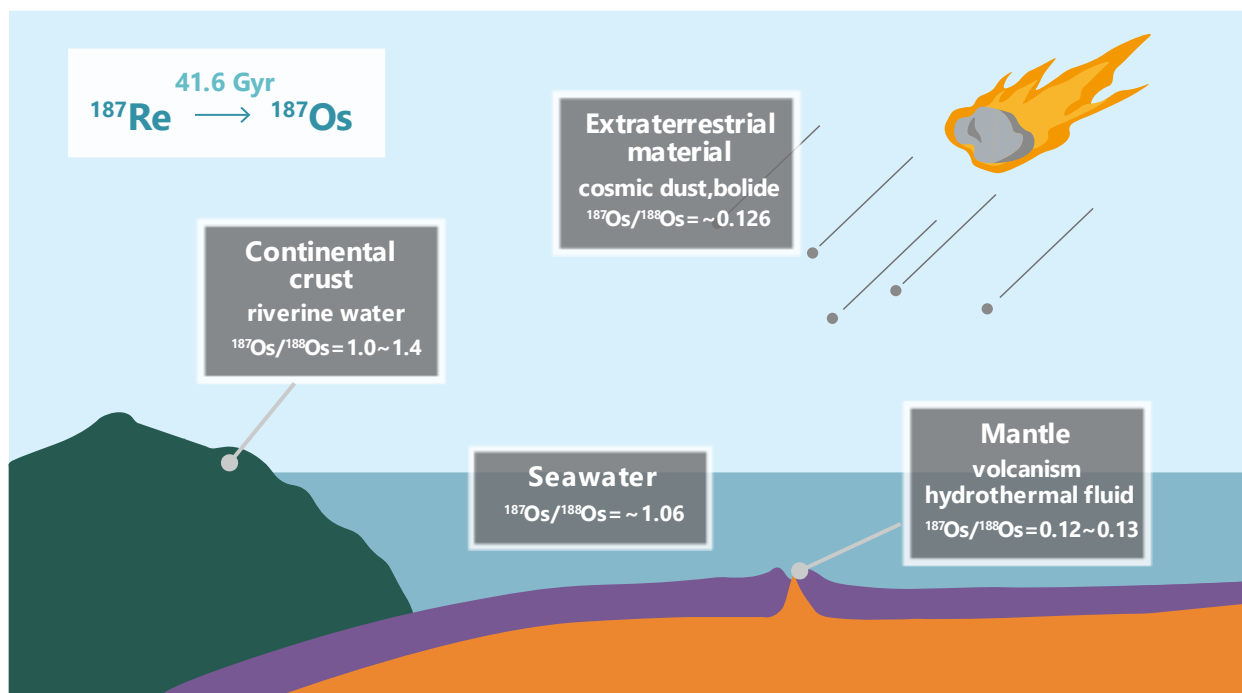 41.6 Gyr
¹⁸⁷Re → ¹⁸⁷Os
Extraterrestrial
material
cosmic dust,bolide
¹⁸⁷Os/¹⁸⁸Os=~0.126
Continental
crust
riverine water
¹⁸⁷Os/¹⁸⁸Os=1.0~1.4
Seawater
¹⁸⁷Os/¹⁸⁸Os=~1.06
Mantle
volcanism
hydrothermal fluid
¹⁸⁷Os/¹⁸⁸Os=0.12~0.13